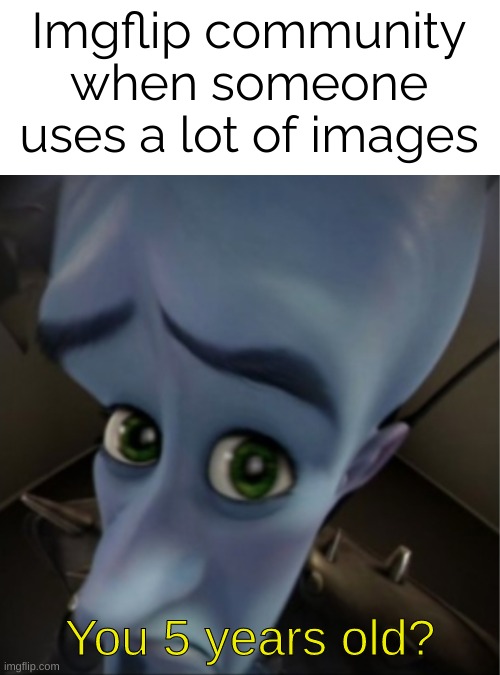 Imgflip community
when someone
uses a lot of images
You 5 years old?
imgflip.com